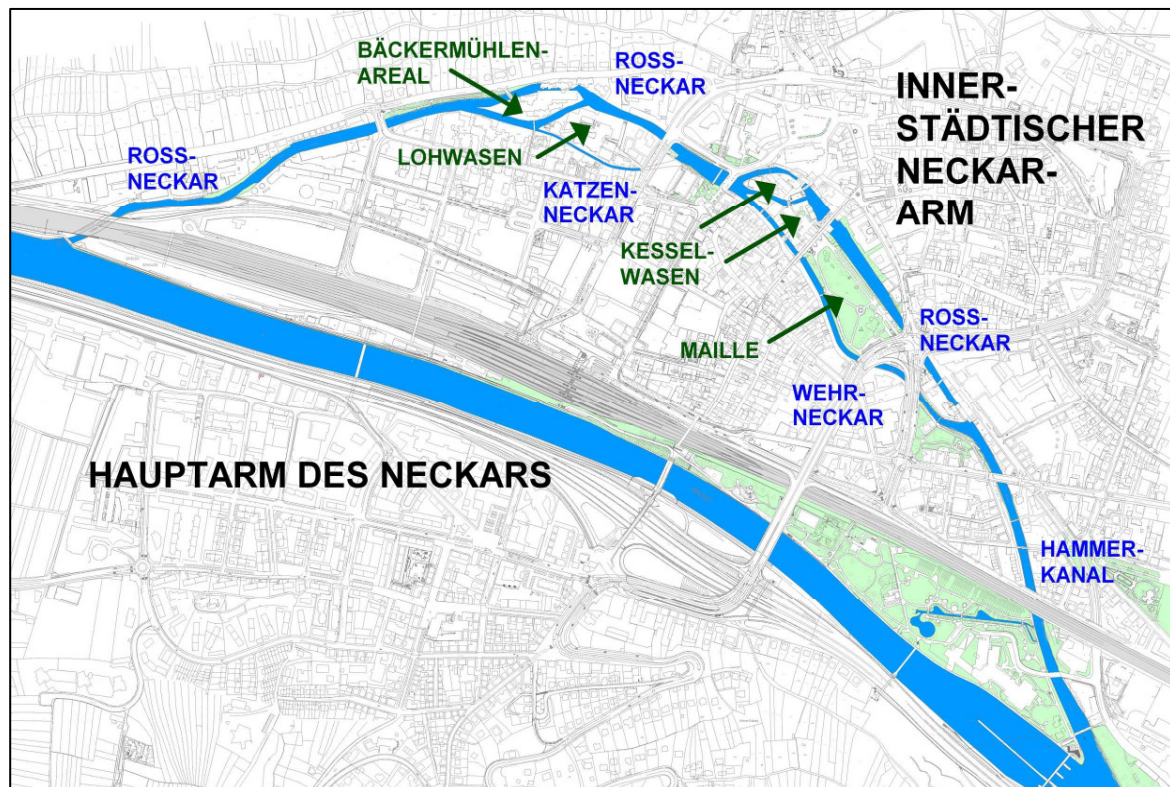 BÄCKERMÜHLEN-
AREAL
ROSS-
NECKAR
INNER-
STÄDTISCHER
NECKAR-
ARM
ROSS-
NECKAR
LOHWASEN
KATZEN-
NECKAR
KESSEL-
WASEN
MAILLE
ROSS-
NECKAR
WEHR-
NECKAR
HAUPTARM DES NECKARS
HAMMER-
KANAL